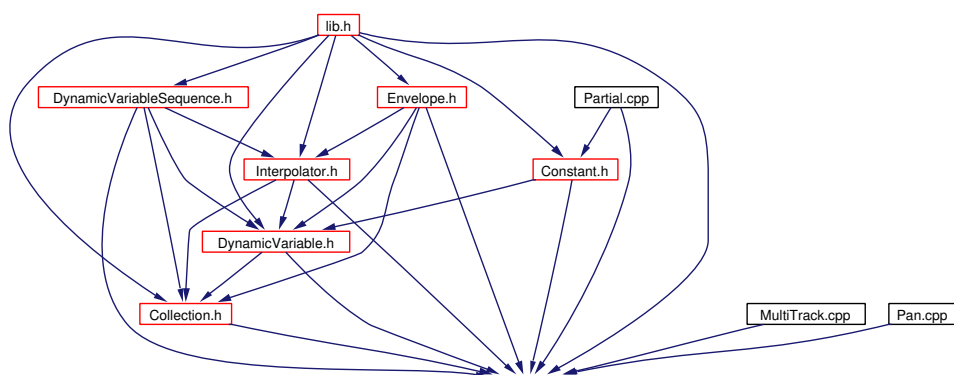 lib.h
DynamicVariableSequence.h
Envelope.h
Partial.cpp
Interpolator.h
Constant.h
DynamicVariable.h
Collection.h
MultiTrack.cpp
Pan.cpp